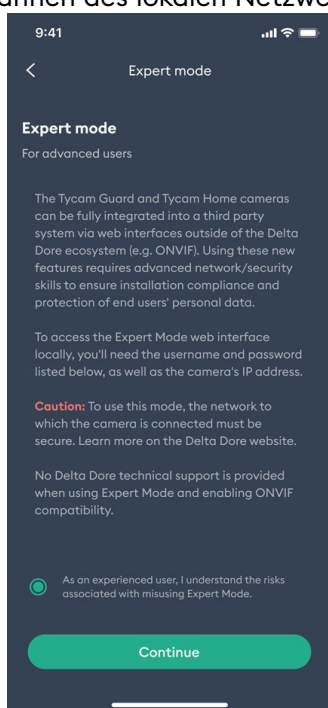 des lokalen
9:41
Expert mode
Expert mode
For advanced users
The Tycam Guard and Tycam Home cameras
can be fully integrated into a third party
system via web interfaces outside of the Delta
Dore ecosystem (e.g. ONVIF). Using these new
features requires advanced network/security
skills to ensure installation compliance and
protection of end users' personal data.
To access the Expert Mode web interface
locally, you'll need the username and password
listed below, as well as the camera's IP address.
Caution: To use this mode, the network to
which the camera is connected must be
secure. Learn more on the Delta Dore website.
No Delta Dore technical support is provided
when using Expert Mode and enabling ONVIF
compatibility.
As an experienced user, I understand the risks
associated with misusing Expert Mode.
Continue